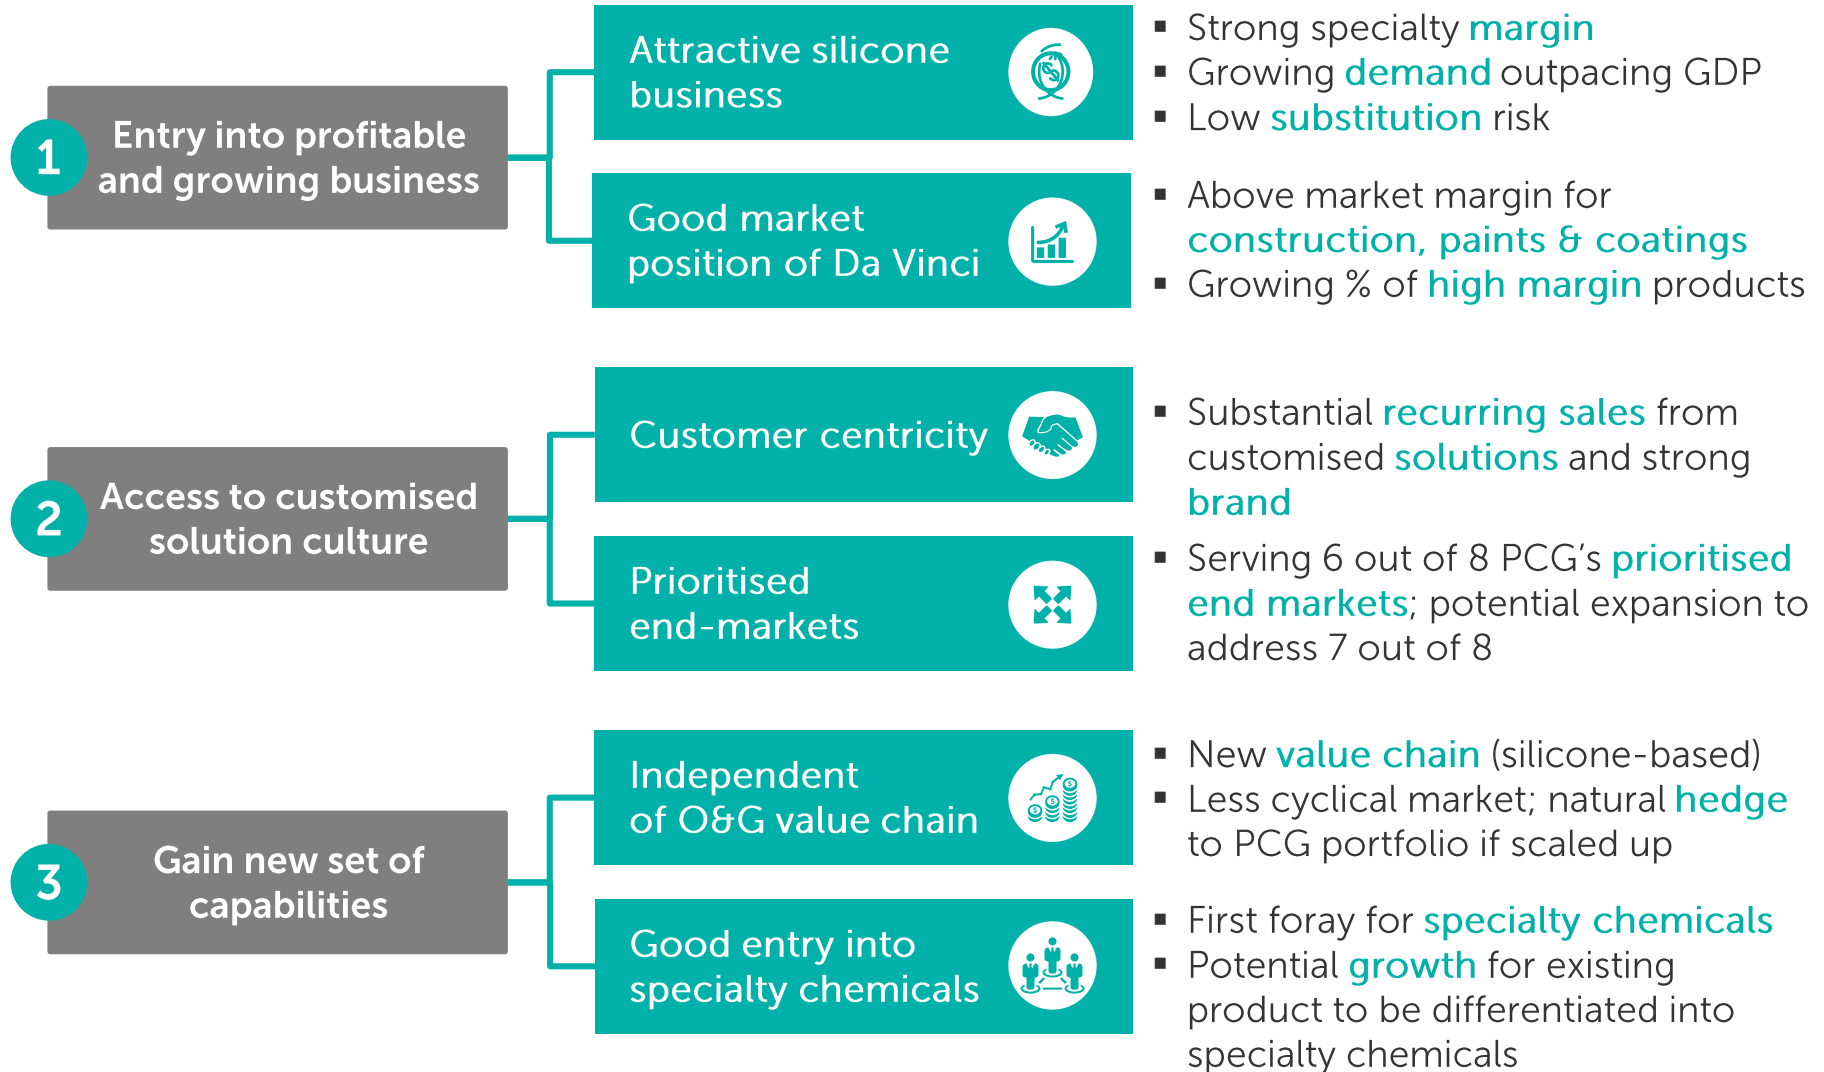 1
Entry into profitable
and growing business
Attractive silicone
business
▪ Strong specialty margin
▪ Growing demand outpacing GDP
▪ Low substitution risk
Good market
position of Da Vinci
▪ Above market margin for
construction, paints & coatings
▪ Growing % of high margin products
2
Access to customised
solution culture
Customer centricity
▪ Substantial recurring sales from
customised solutions and strong
brand
Prioritised
end-markets
▪ Serving 6 out of 8 PCG’s prioritised
end markets; potential expansion to
address 7 out of 8
3
Gain new set of
capabilities
Independent
of O&G value chain
▪ New value chain (silicone-based)
▪ Less cyclical market; natural hedge
to PCG portfolio if scaled up
Good entry into
specialty chemicals
▪ First foray for specialty chemicals
▪ Potential growth for existing
product to be differentiated into
specialty chemicals